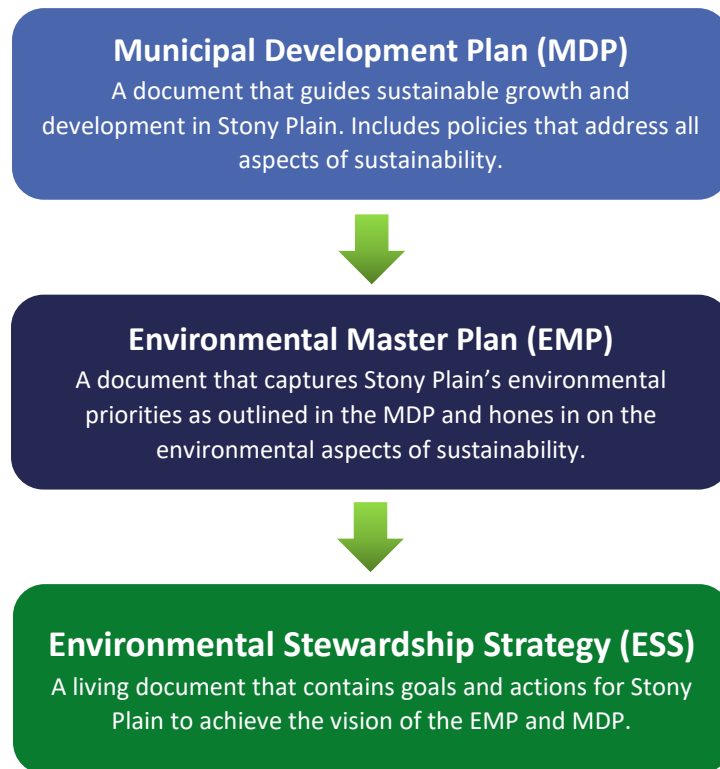 Municipal Development Plan (MDP)
A document that guides sustainable growth and
development in Stony Plain. Includes policies that address all
aspects of sustainability.
Environmental Master Plan (EMP)
A document that captures Stony Plain’s environmental
priorities as outlined in the MDP and hones in on the
environmental aspects of sustainability.
Environmental Stewardship Strategy (ESS)
A living document that contains goals and actions for Stony
Plain to achieve the vision of the EMP and MDP.